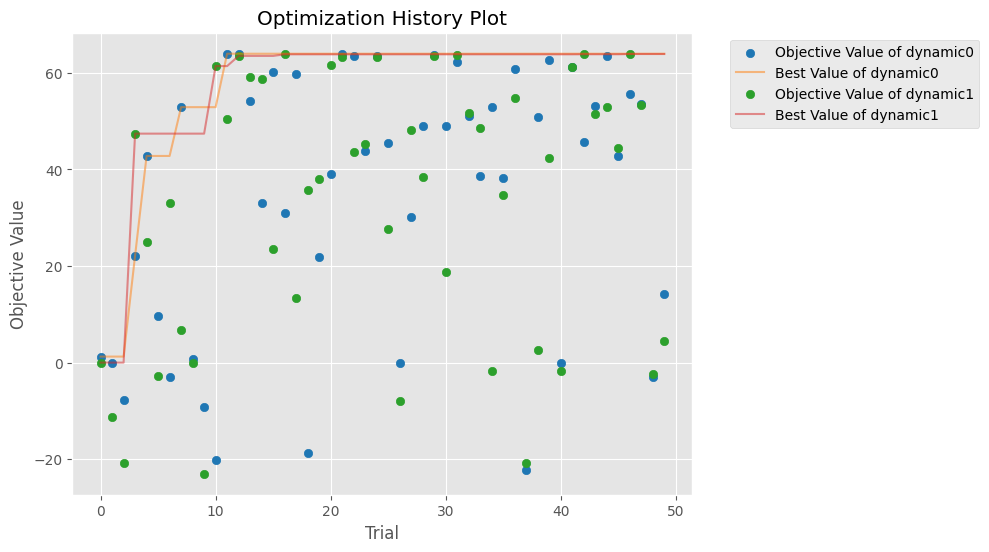 Optimization History Plot
Objective Value of dynamic0
Best Value of dynamic0
Objective Value of dynamic1
Best Value of dynamic1
Objective Value
60
40
20
0
−20
0 10 20 30 40 50
Trial